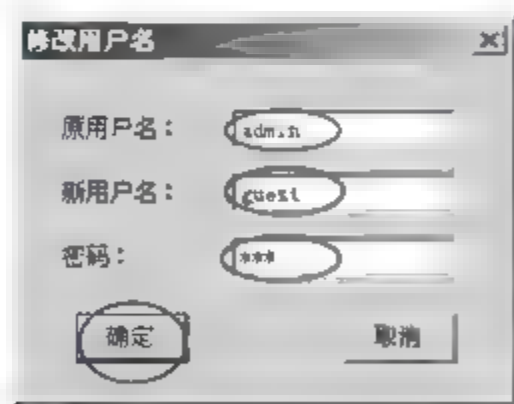 修改用户名
原用户名： admin
新用户名： guest
密码： ***
确定 取消